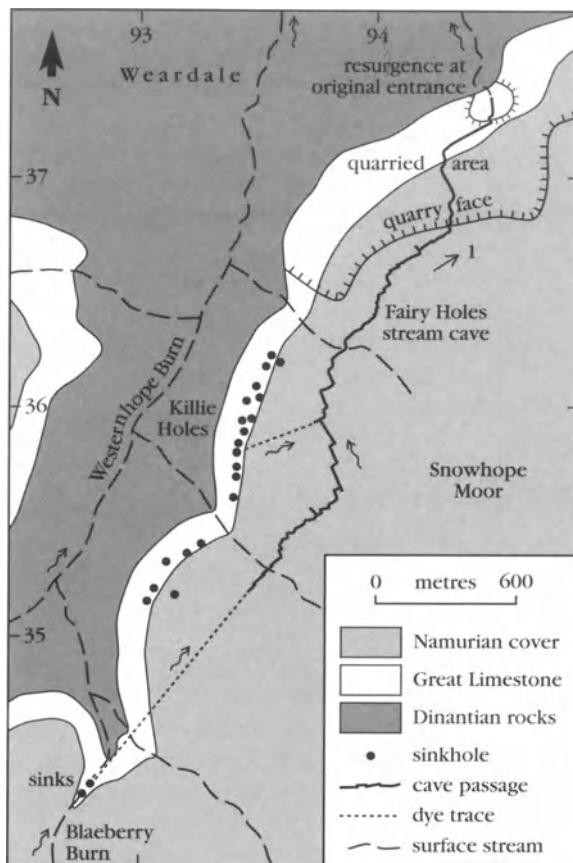 93
94
Weardale
N
resurgence at
original entrance
37
quarried area
quarry face
1
Fairy Holes
stream cave
Westernhope Burn
36
Killie
Holes
Snowhope
Moor
35
sinks
Blaeberry
Burn
0 metres 600
Namurian cover
Great Limestone
Dinantian rocks
sinkhole
cave passage
dye trace
surface stream